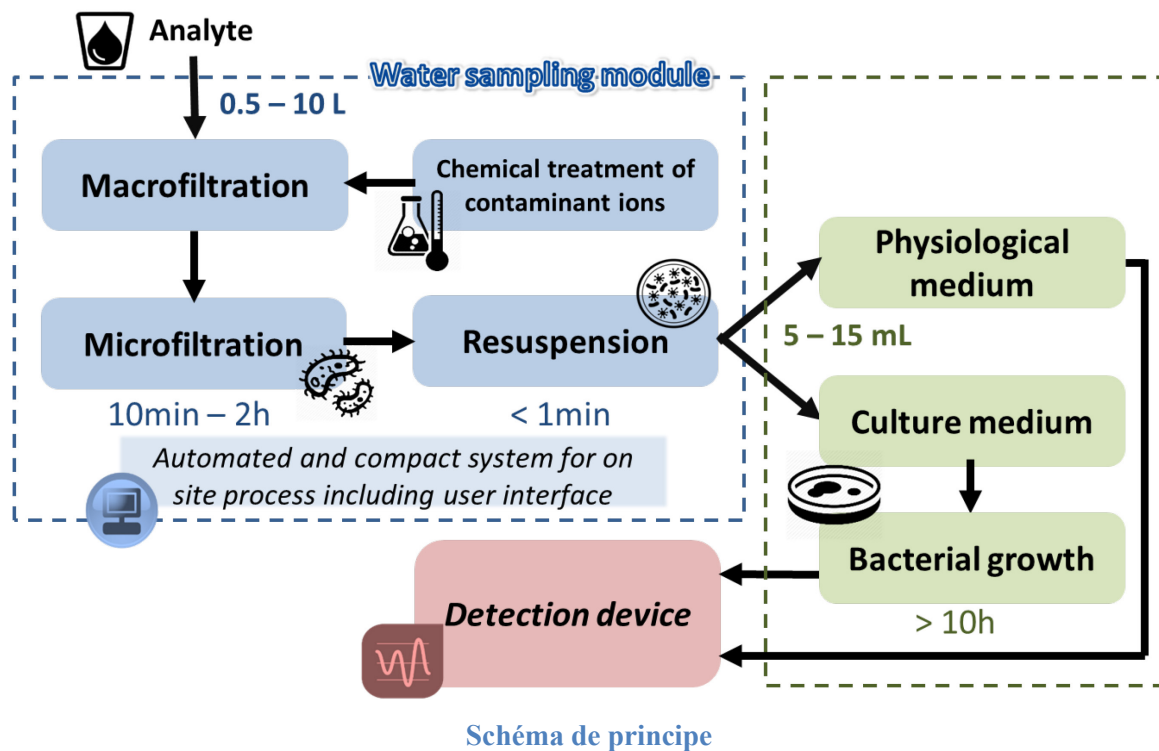 Analyte
Water sampling module
0.5 – 10 L
Macrofiltration
Chemical treatment of
contaminant ions
Microfiltration
Resuspension
10min – 2h
< 1min
Automated and compact system for on
site process including user interface
Physiological
medium
5 – 15 mL
Culture medium
Bacterial growth
> 10h
Detection device
Schéma de principe